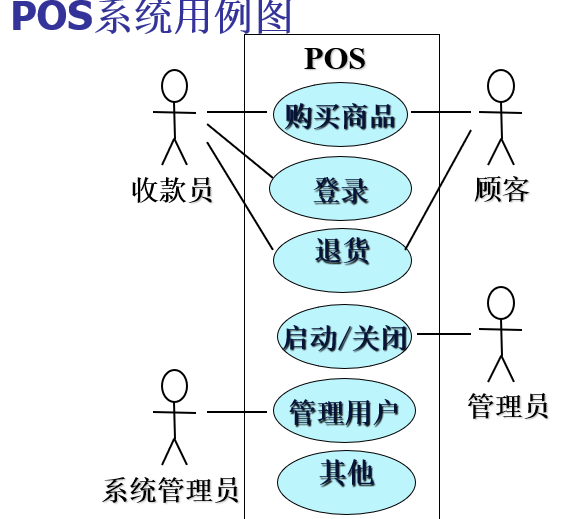 POS系统用例图
POS
购买商品
收款员
登录
顾客
退货
启动/关闭
管理员
管理用户
系统管理员
其他